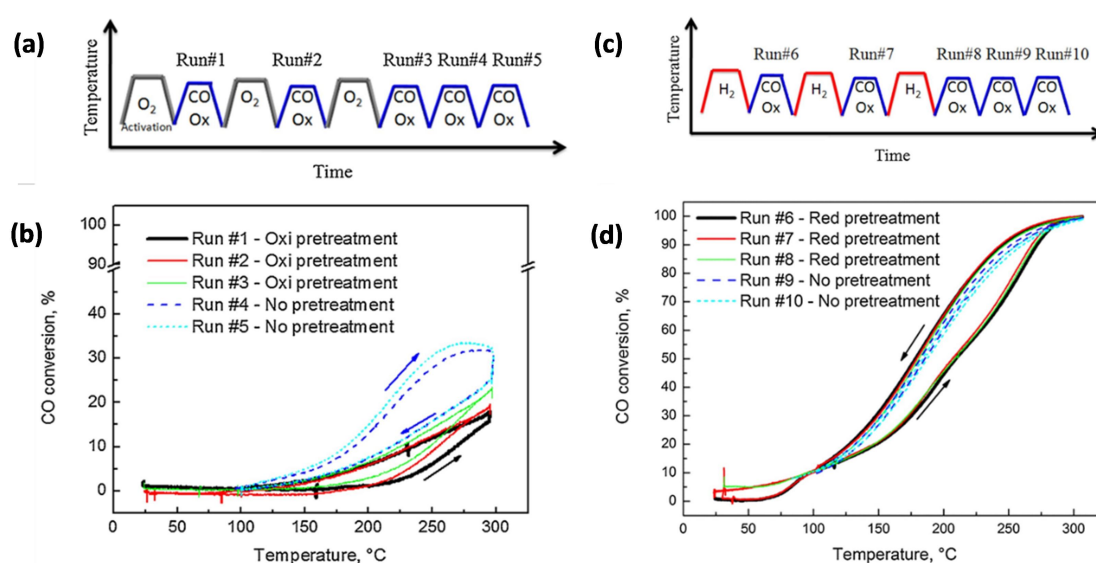 (a)
Temperature
Run#1 Run#2 Run#3 Run#4 Run#5
O2 CO O2 CO O2 CO CO CO
Activation Ox Ox Ox Ox Ox
Time
(c)
Temperature
Run#6 Run#7 Run#8 Run#9 Run#10
H2 CO H2 CO H2 CO CO CO
Ox Ox Ox Ox Ox
Time
(b)
CO conversion, %
100
90
90
40
30
20
10
0
Run #1 - Oxi pretreatment
Run #2 - Oxi pretreatment
Run #3 - Oxi pretreatment
Run #4 - No pretreatment
Run #5 - No pretreatment
0 50 100 150 200 250 300
Temperature, °C
(d)
CO conversion, %
100
90
80
70
60
50
40
30
20
10
0
Run #6 - Red pretreatment
Run #7 - Red pretreatment
Run #8 - Red pretreatment
Run #9 - No pretreatment
Run #10 - No pretreatment
0 50 100 150 200 250 300
Temperature, °C